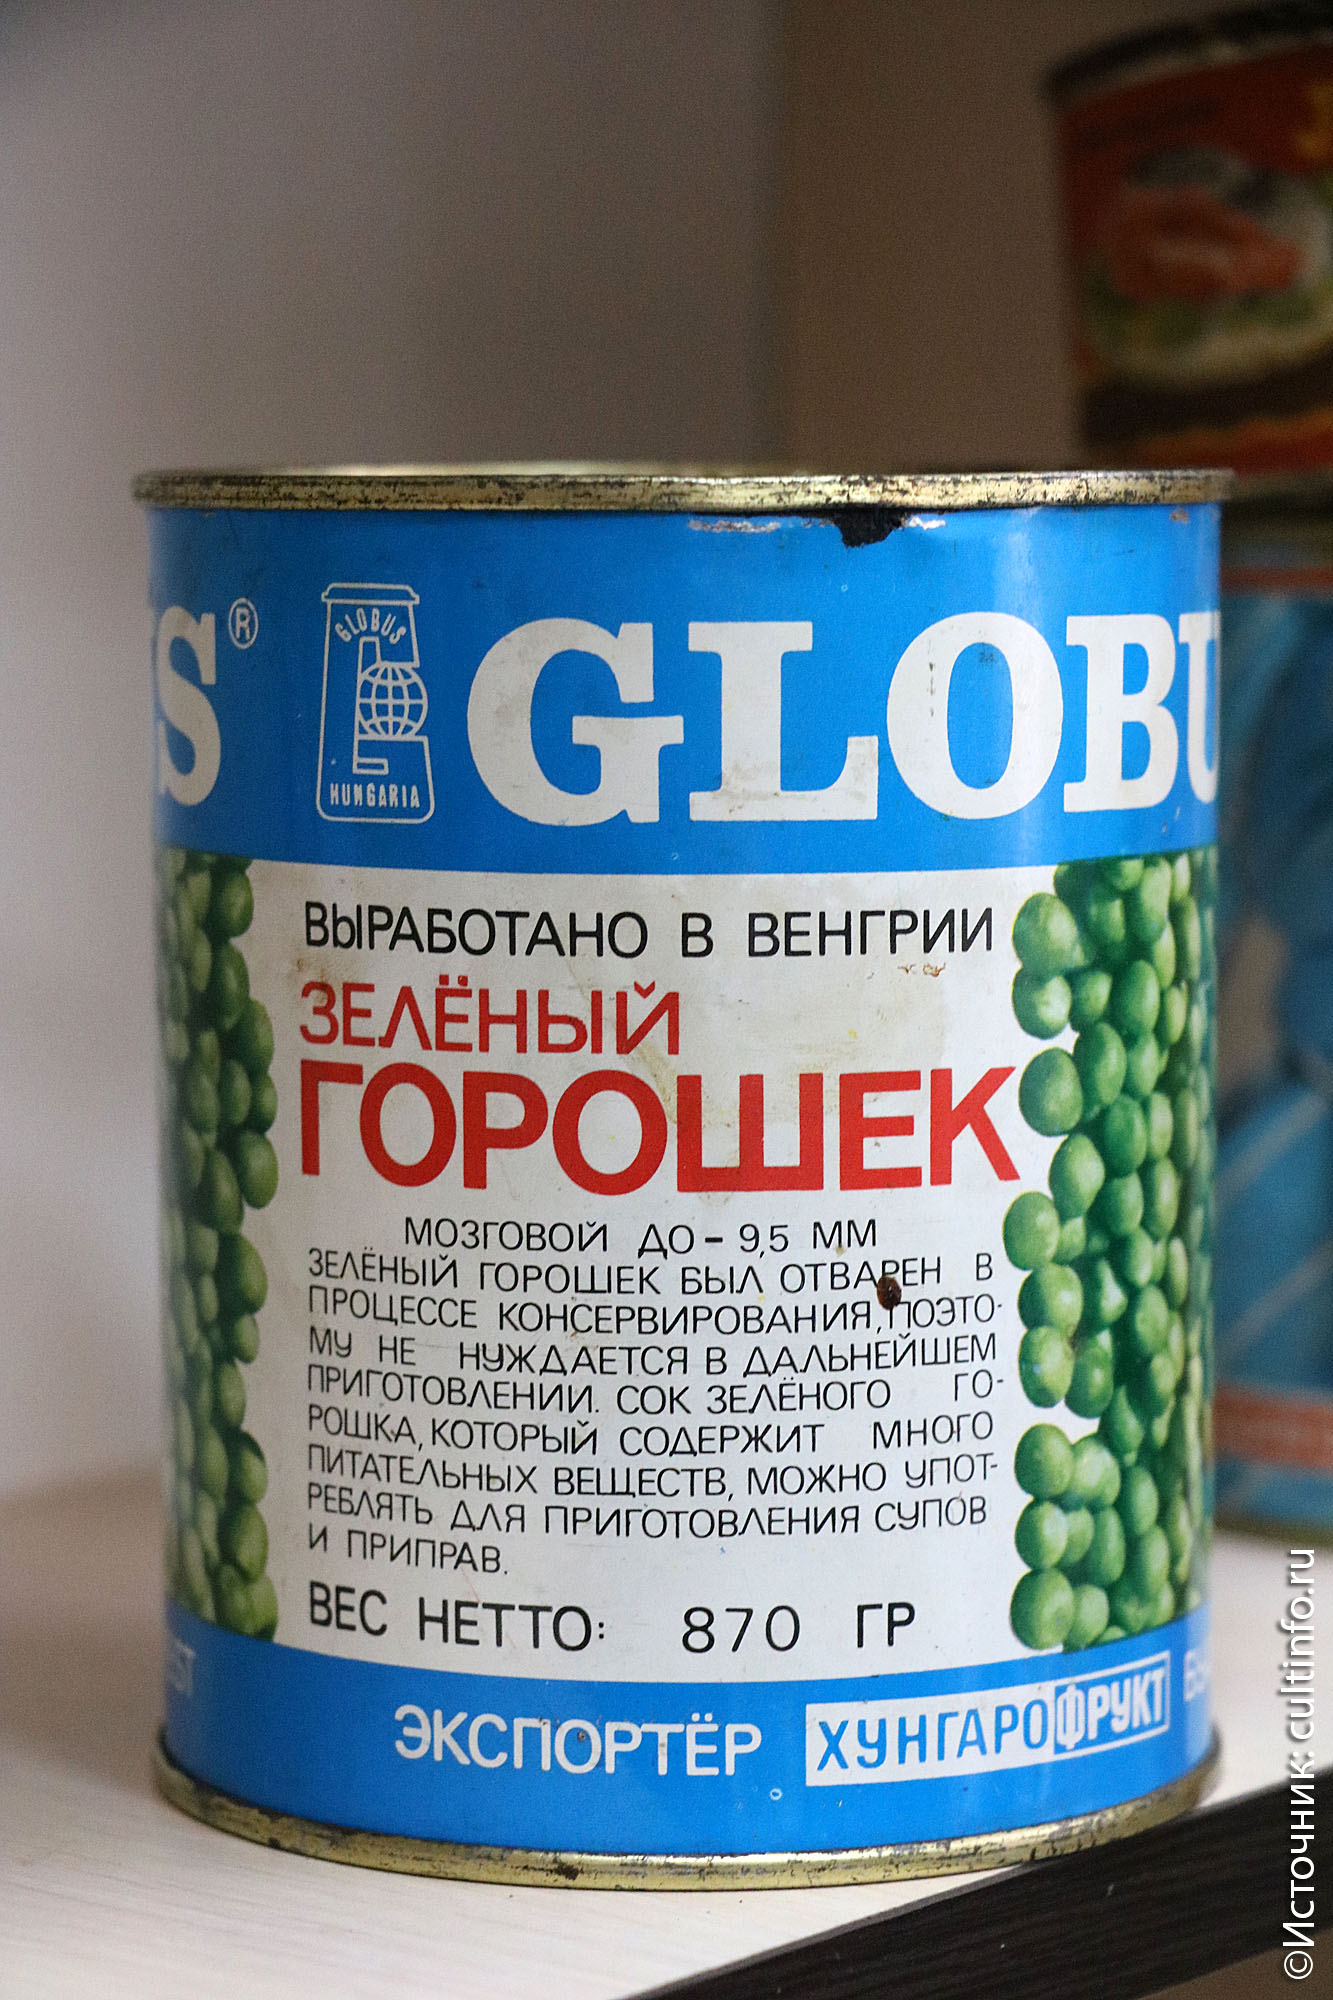 GLOBUS
HUNGARIA
S® GLOBU
ВЫРАБОТАНО В ВЕНГРИИ
ЗЕЛЁНЫЙ
ГОРОШЕК
МОЗГОВОЙ ДО – 9,5 ММ
ЗЕЛЁНЫЙ ГОРОШЕК БЫЛ ОТВАРЕН В
ПРОЦЕССЕ КОНСЕРВИРОВАНИЯ, ПОЭТО-
МУ НЕ НУЖДАЕТСЯ В ДАЛЬНЕЙШЕМ
ПРИГОТОВЛЕНИИ. СОК ЗЕЛЁНОГО ГО-
РОШКА, КОТОРЫЙ СОДЕРЖИТ МНОГО
ПИТАТЕЛЬНЫХ ВЕЩЕСТВ, МОЖНО УПОТ-
РЕБЛЯТЬ ДЛЯ ПРИГОТОВЛЕНИЯ СУПОВ
И ПРИПРАВ.
ВЕС НЕТТО: 870 ГР
ЭКСПОРТЁР ХУНГАРОФРУКТ
©Источник: cultinfo.ru